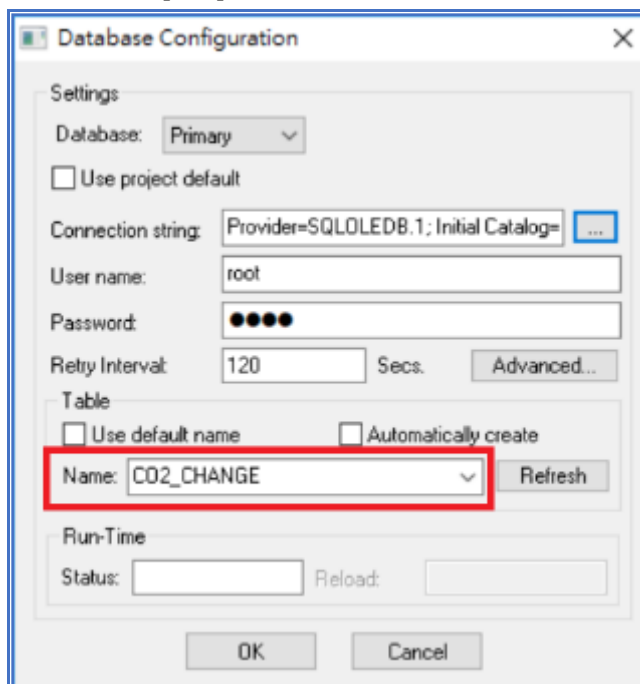 Database Configuration
Settings
Database: Primary
Use project default
Connection string: Provider=SQLOLEDB.1; Initial Catalog= ...
User name: root
Password: ●●●●
Retry Interval: 120 Secs. Advanced...
Table
Use default name Automatically create
Name: CO2_CHANGE Refresh
Run-Time
Status: Reload:
OK Cancel